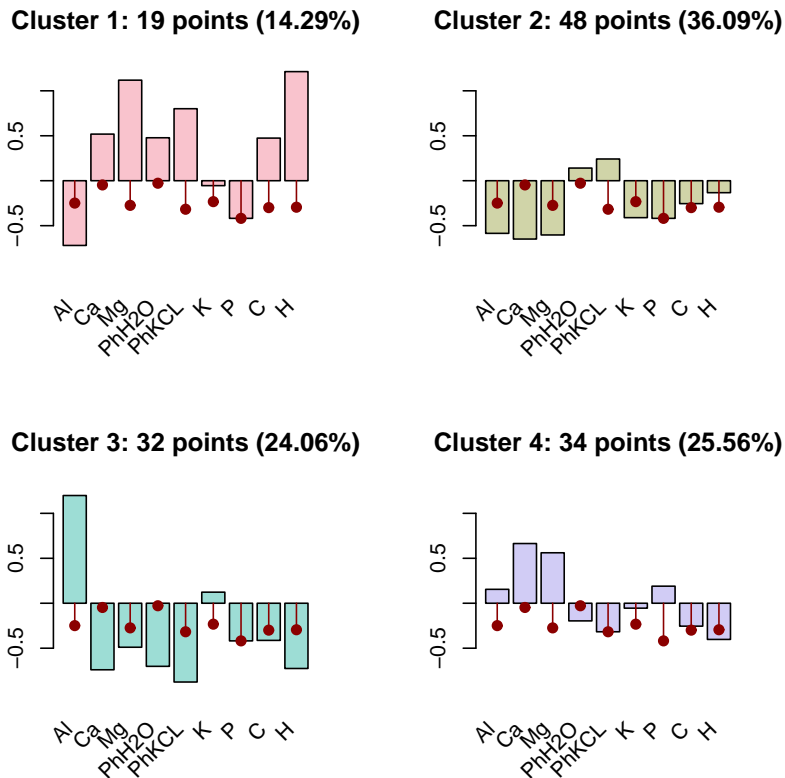 Cluster 1: 19 points (14.29%)
0.5
−0.5
Al
Ca
Mg
PhH2O
PhKCL
K
P
C
H
Cluster 2: 48 points (36.09%)
0.5
−0.5
Al
Ca
Mg
PhH2O
PhKCL
K
P
C
H
Cluster 3: 32 points (24.06%)
0.5
−0.5
Al
Ca
Mg
PhH2O
PhKCL
K
P
C
H
Cluster 4: 34 points (25.56%)
0.5
−0.5
Al
Ca
Mg
PhH2O
PhKCL
K
P
C
H